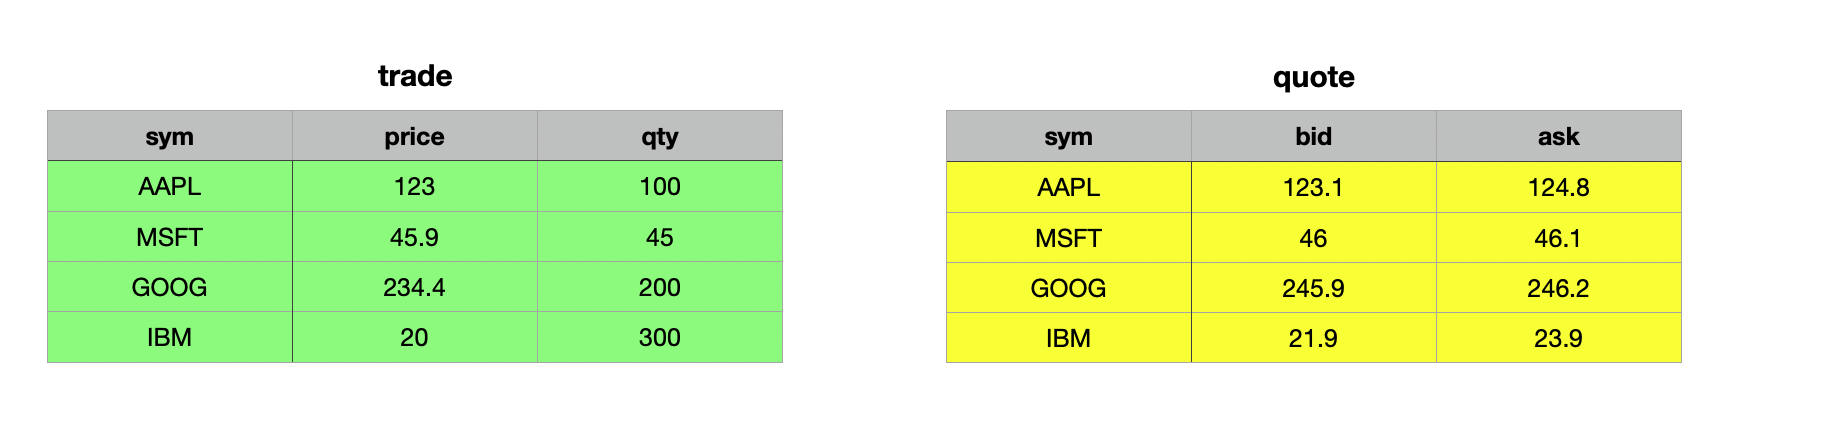 trade
sym price qty
AAPL 123 100
MSFT 45.9 45
GOOG 234.4 200
IBM 20 300
quote
sym bid ask
AAPL 123.1 124.8
MSFT 46 46.1
GOOG 245.9 246.2
IBM 21.9 23.9